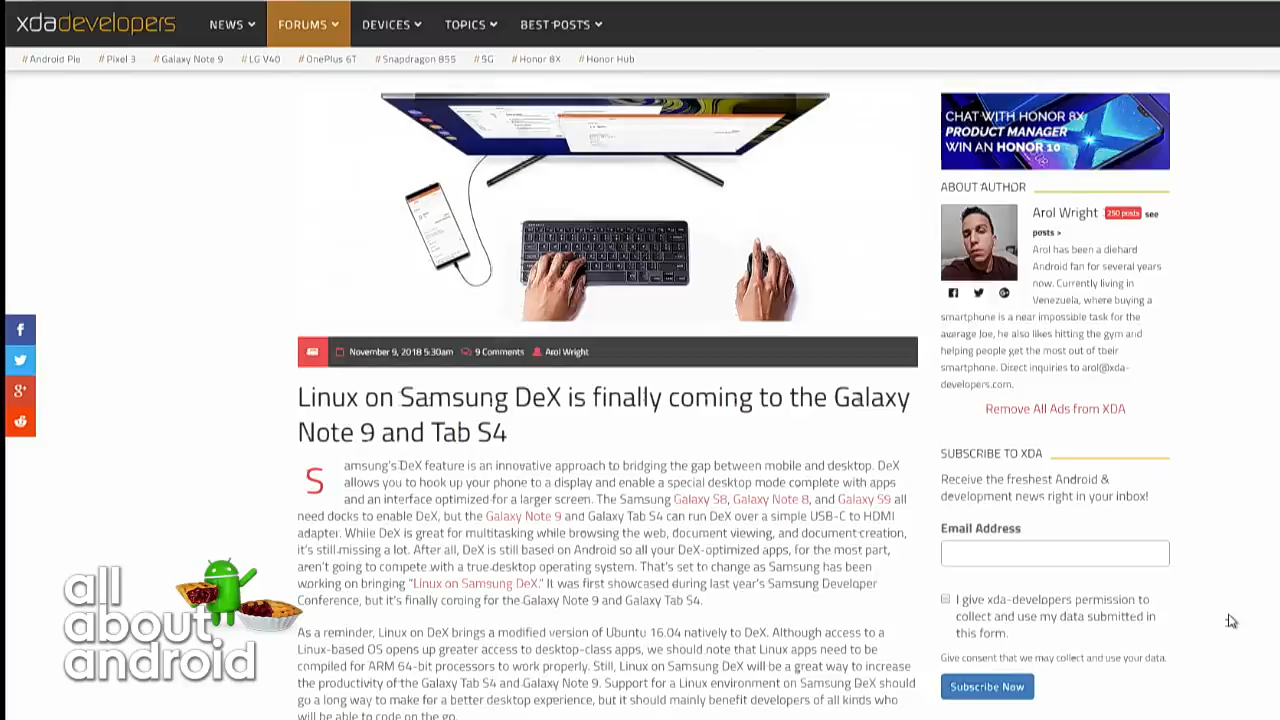 xdadevelopers
NEWS FORUMS DEVICES TOPICS BEST POSTS
// Android Pie // Pixel 3 // Galaxy Note 9 // LG V40 // OnePlus 6T // Snapdragon 855 // 5G // Honor 8X // Honor Hub
CHAT WITH HONOR 8X
PRODUCT MANAGER
WIN AN HONOR 10
ABOUT AUTHOR
Arol Wright 250 posts see
posts >
Arol has been a diehard
Android fan for several years
now. Currently living in
Venezuela, where buying a
smartphone is a near impossible task for the
average Joe, he also likes hitting the gym and
helping people get the most out of their
smartphone. Direct inquiries to arol@xda-
developers.com.
Remove All Ads from XDA
SUBSCRIBE TO XDA
Receive the freshest Android &
development news right in your inbox!
Email Address
I give xda-developers permission to
collect and use my data submitted in
this form.
Give consent that we may collect and use your data.
Subscribe Now
November 9, 2018 5:30am 9 Comments Arol Wright
Linux on Samsung DeX is finally coming to the Galaxy
Note 9 and Tab S4
Samsung's DeX feature is an innovative approach to bridging the gap between mobile and desktop. DeX
allows you to hook up your phone to a display and enable a special desktop mode complete with apps
and an interface optimized for a larger screen. The Samsung Galaxy S8, Galaxy Note 8, and Galaxy S9 all
need docks to enable DeX, but the Galaxy Note 9 and Galaxy Tab S4 can run DeX over a simple USB-C to HDMI
adapter. While DeX is great for multitasking while browsing the web, document viewing, and document creation,
it's still missing a lot. After all, DeX is still based on Android so all your DeX-optimized apps, for the most part,
aren't going to compete with a true desktop operating system. That's set to change as Samsung has been
working on bringing "Linux on Samsung DeX." It was first showcased during last year's Samsung Developer
Conference, but it's finally coming for the Galaxy Note 9 and Galaxy Tab S4.
As a reminder, Linux on DeX brings a modified version of Ubuntu 16.04 natively to DeX. Although access to a
Linux-based OS opens up greater access to desktop-class apps, we should note that Linux apps need to be
compiled for ARM 64-bit processors to work properly. Still, Linux on Samsung DeX will be a great way to increase
the productivity of the Galaxy Tab S4 and Galaxy Note 9. Support for a Linux environment on Samsung DeX should
go a long way to make for a better desktop experience, but it should mainly benefit developers of all kinds who
will be able to code on the go.
all
about
android